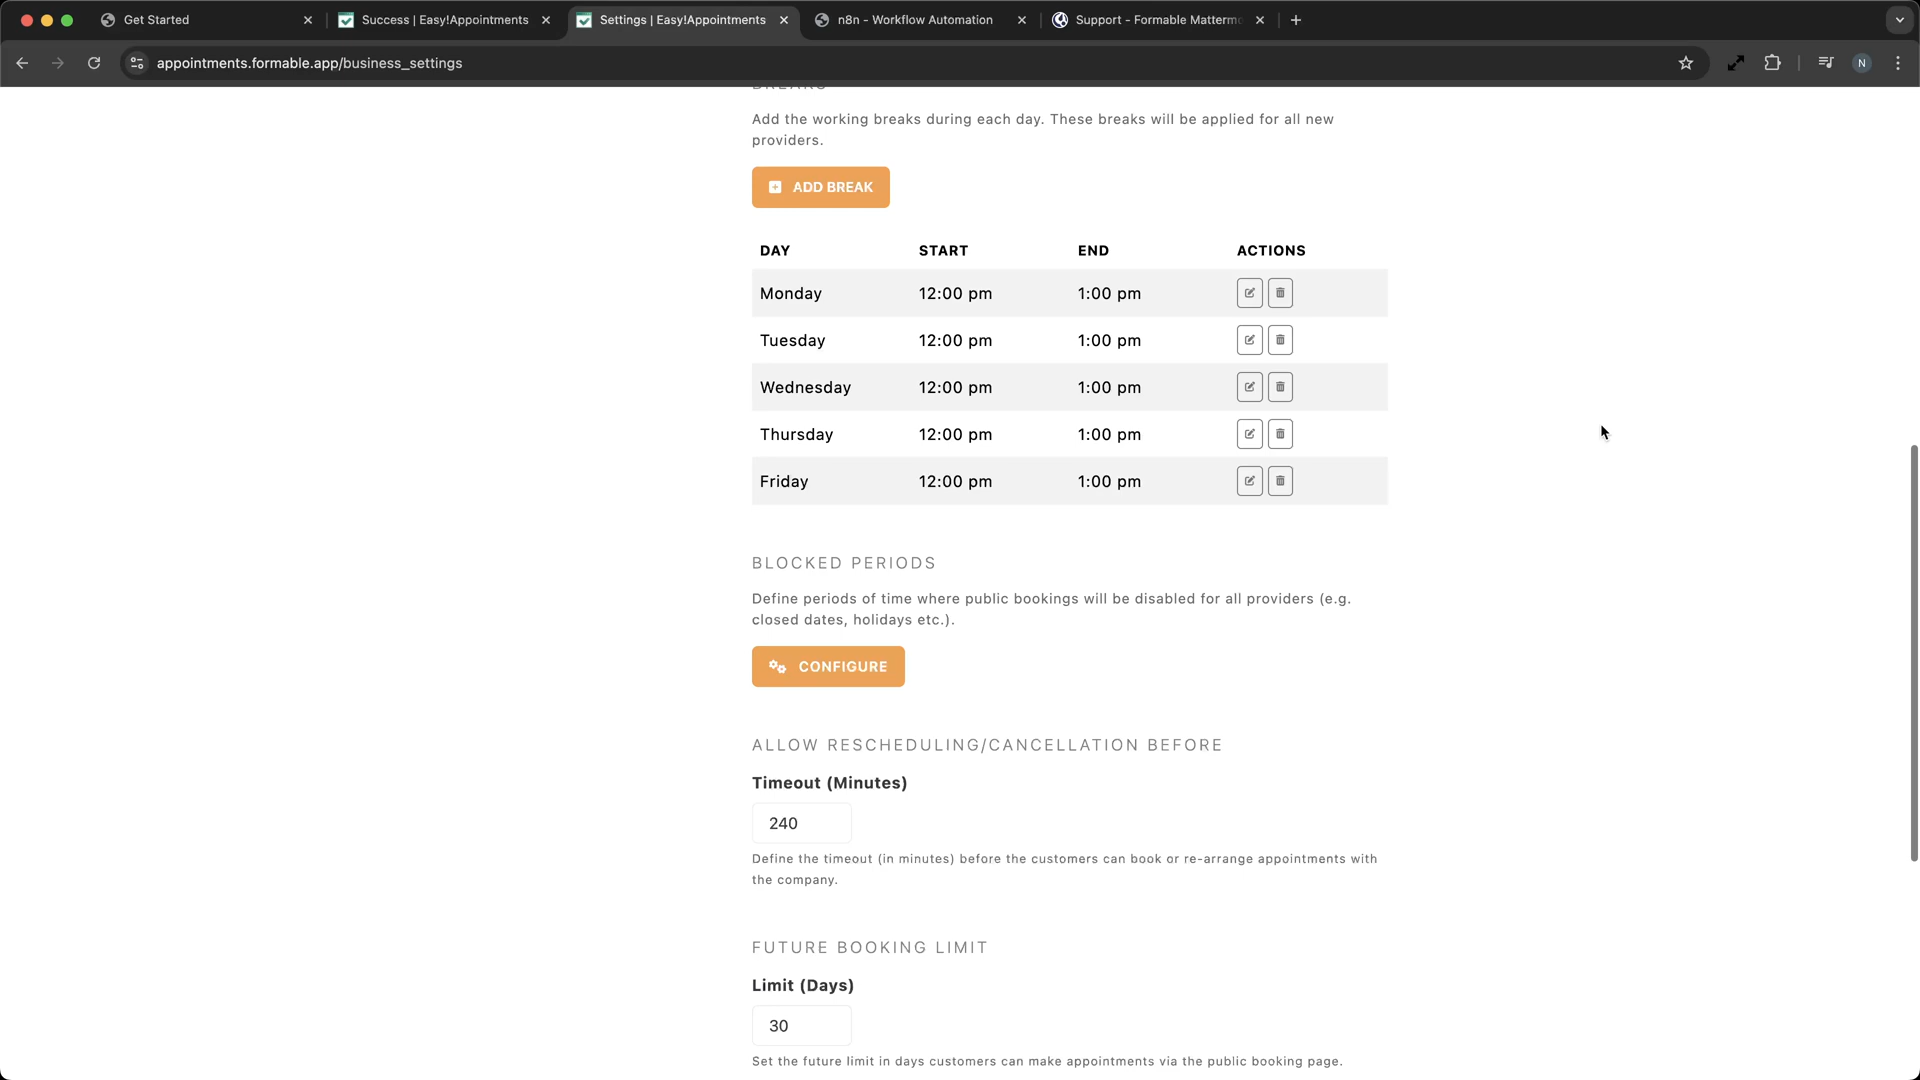 Get Started
Success | Easy!Appointments
Settings | Easy!Appointments
n8n - Workflow Automation
Support - Formable Matterm
appointments.formable.app/business_settings
N
BREAKS
Add the working breaks during each day. These breaks will be applied for all new
providers.
ADD BREAK
DAY START END ACTIONS
Monday 12:00 pm 1:00 pm
Tuesday 12:00 pm 1:00 pm
Wednesday 12:00 pm 1:00 pm
Thursday 12:00 pm 1:00 pm
Friday 12:00 pm 1:00 pm
BLOCKED PERIODS
Define periods of time where public bookings will be disabled for all providers (e.g.
closed dates, holidays etc.).
CONFIGURE
ALLOW RESCHEDULING/CANCELLATION BEFORE
Timeout (Minutes)
240
Define the timeout (in minutes) before the customers can book or re-arrange appointments with
the company.
FUTURE BOOKING LIMIT
Limit (Days)
30
Set the future limit in days customers can make appointments via the public booking page.